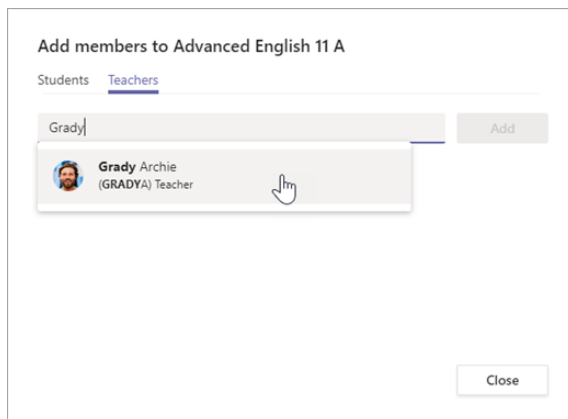 Add members to Advanced English 11 A
Students Teachers
Grady Add
Grady Archie
(GRADYA) Teacher
Close